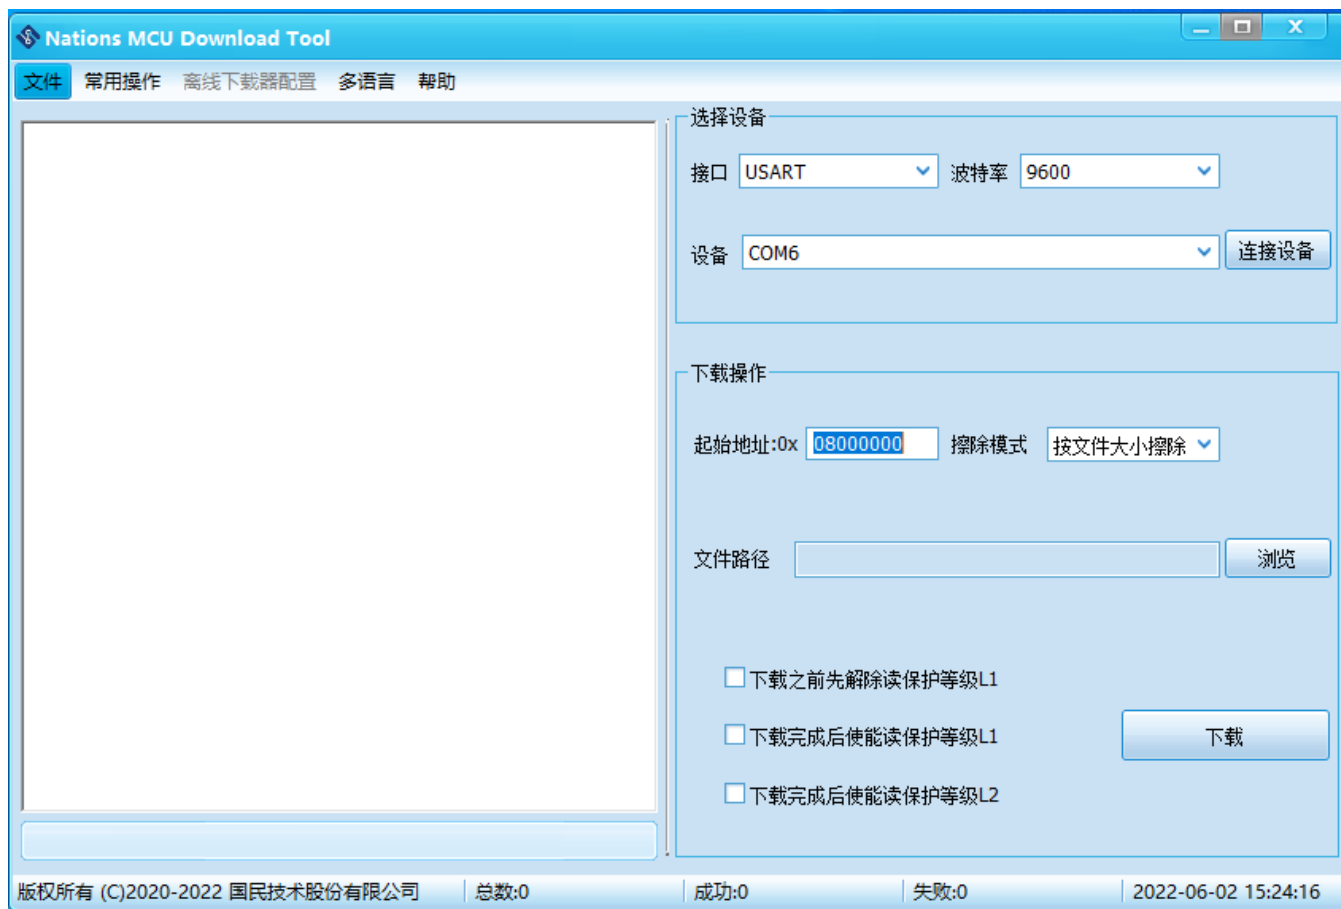 Nations MCU Download Tool
文件 常用操作 离线下载器配置 多语言 帮助
选择设备
接口 USART 波特率 9600
设备 COM6 连接设备
下载操作
起始地址:0x 08000000 擦除模式 按文件大小擦除
文件路径 浏览
下载之前先解除读保护等级L1
下载完成后使能读保护等级L1
下载
下载完成后使能读保护等级L2
版权所有 (C)2020-2022 国民技术股份有限公司 总数:0 成功:0 失败:0 2022-06-02 15:24:16